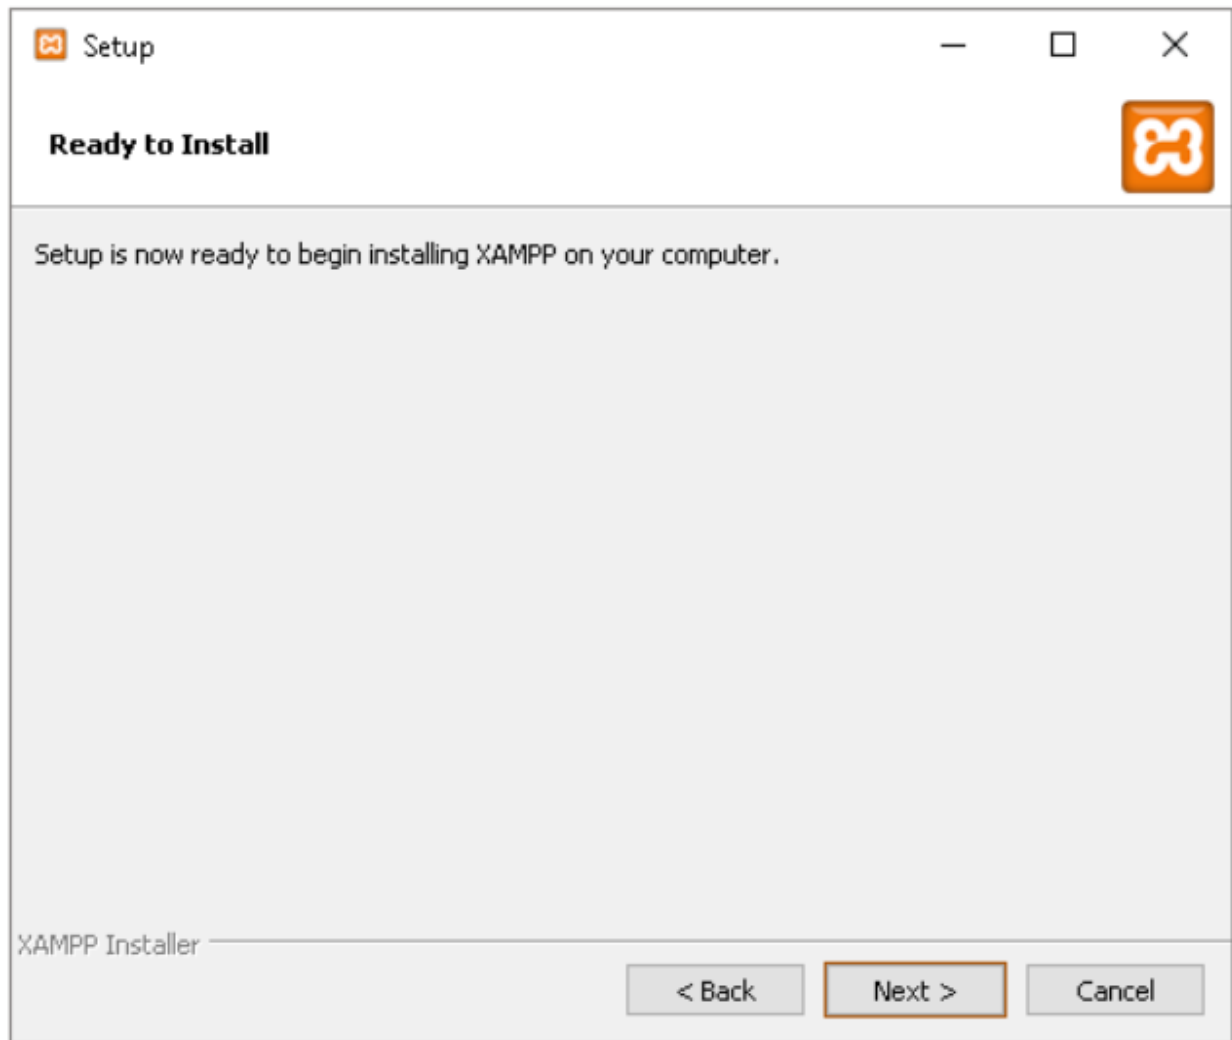 Setup
Ready to Install
Setup is now ready to begin installing XAMPP on your computer.
XAMPP Installer
< Back
Next >
Cancel